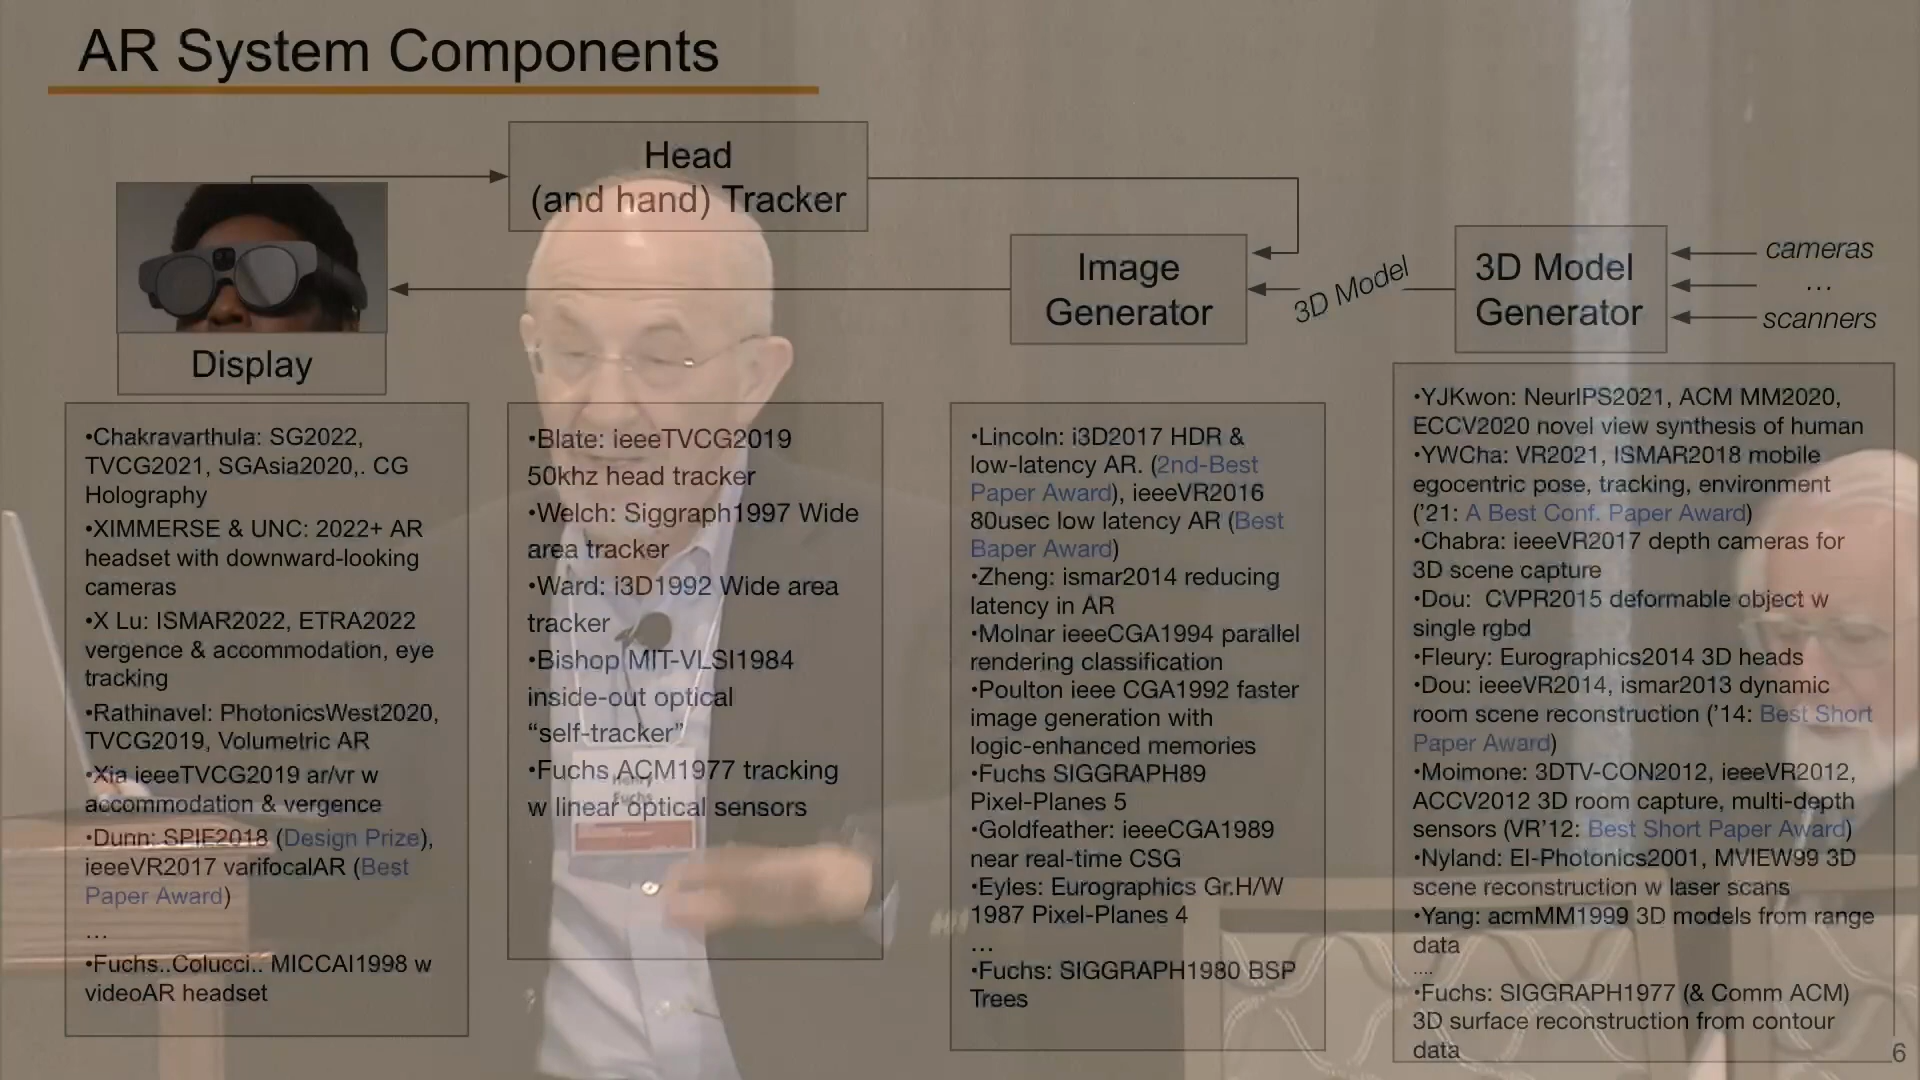 AR System Components
Head
(and hand) Tracker
Image
Generator
3D Model
3D Model
Generator
cameras
...
scanners
Display
•Chakravarthula: SG2022,
TVCG2021, SGAsia2020,. CG
Holography
•XIMMERSE & UNC: 2022+ AR
headset with downward-looking
cameras
•X Lu: ISMAR2022, ETRA2022
vergence & accommodation, eye
tracking
•Rathinavel: PhotonicsWest2020,
TVCG2019, Volumetric AR
•Xia ieeeTVCG2019 ar/vr w
accommodation & vergence
•Dunn: SPIE2018 (Design Prize),
ieeeVR2017 varifocalAR (Best
Paper Award)
...
•Fuchs..Colucci.. MICCAI1998 w
videoAR headset
•Blate: ieeeTVCG2019
50khz head tracker
•Welch: Siggraph1997 Wide
area tracker
•Ward: i3D1992 Wide area
tracker
•Bishop MIT-VLSI1984
inside-out optical
“self-tracker”
•Fuchs ACM1977 tracking
w linear optical sensors
Henry
Fuchs
•Lincoln: i3D2017 HDR &
low-latency AR. (2nd-Best
Paper Award), ieeeVR2016
80usec low latency AR (Best
Baper Award)
•Zheng: ismar2014 reducing
latency in AR
•Molnar ieeeCGA1994 parallel
rendering classification
•Poulton ieee CGA1992 faster
image generation with
logic-enhanced memories
•Fuchs SIGGRAPH89
Pixel-Planes 5
•Goldfeather: ieeeCGA1989
near real-time CSG
•Eyles: Eurographics Gr.H/W
1987 Pixel-Planes 4
...
•Fuchs: SIGGRAPH1980 BSP
Trees
•YJKwon: NeurIPS2021, ACM MM2020,
ECCV2020 novel view synthesis of human
•YWCha: VR2021, ISMAR2018 mobile
egocentric pose, tracking, environment
(’21: A Best Conf. Paper Award)
•Chabra: ieeeVR2017 depth cameras for
3D scene capture
•Dou: CVPR2015 deformable object w
single rgbd
•Fleury: Eurographics2014 3D heads
•Dou: ieeeVR2014, ismar2013 dynamic
room scene reconstruction (’14: Best Short
Paper Award)
•Moimone: 3DTV-CON2012, ieeeVR2012,
ACCV2012 3D room capture, multi-depth
sensors (VR’12: Best Short Paper Award)
•Nyland: EI-Photonics2001, MVIEW99 3D
scene reconstruction w laser scans
•Yang: acmMM1999 3D models from range
data
....
•Fuchs: SIGGRAPH1977 (& Comm ACM)
3D surface reconstruction from contour
data
6